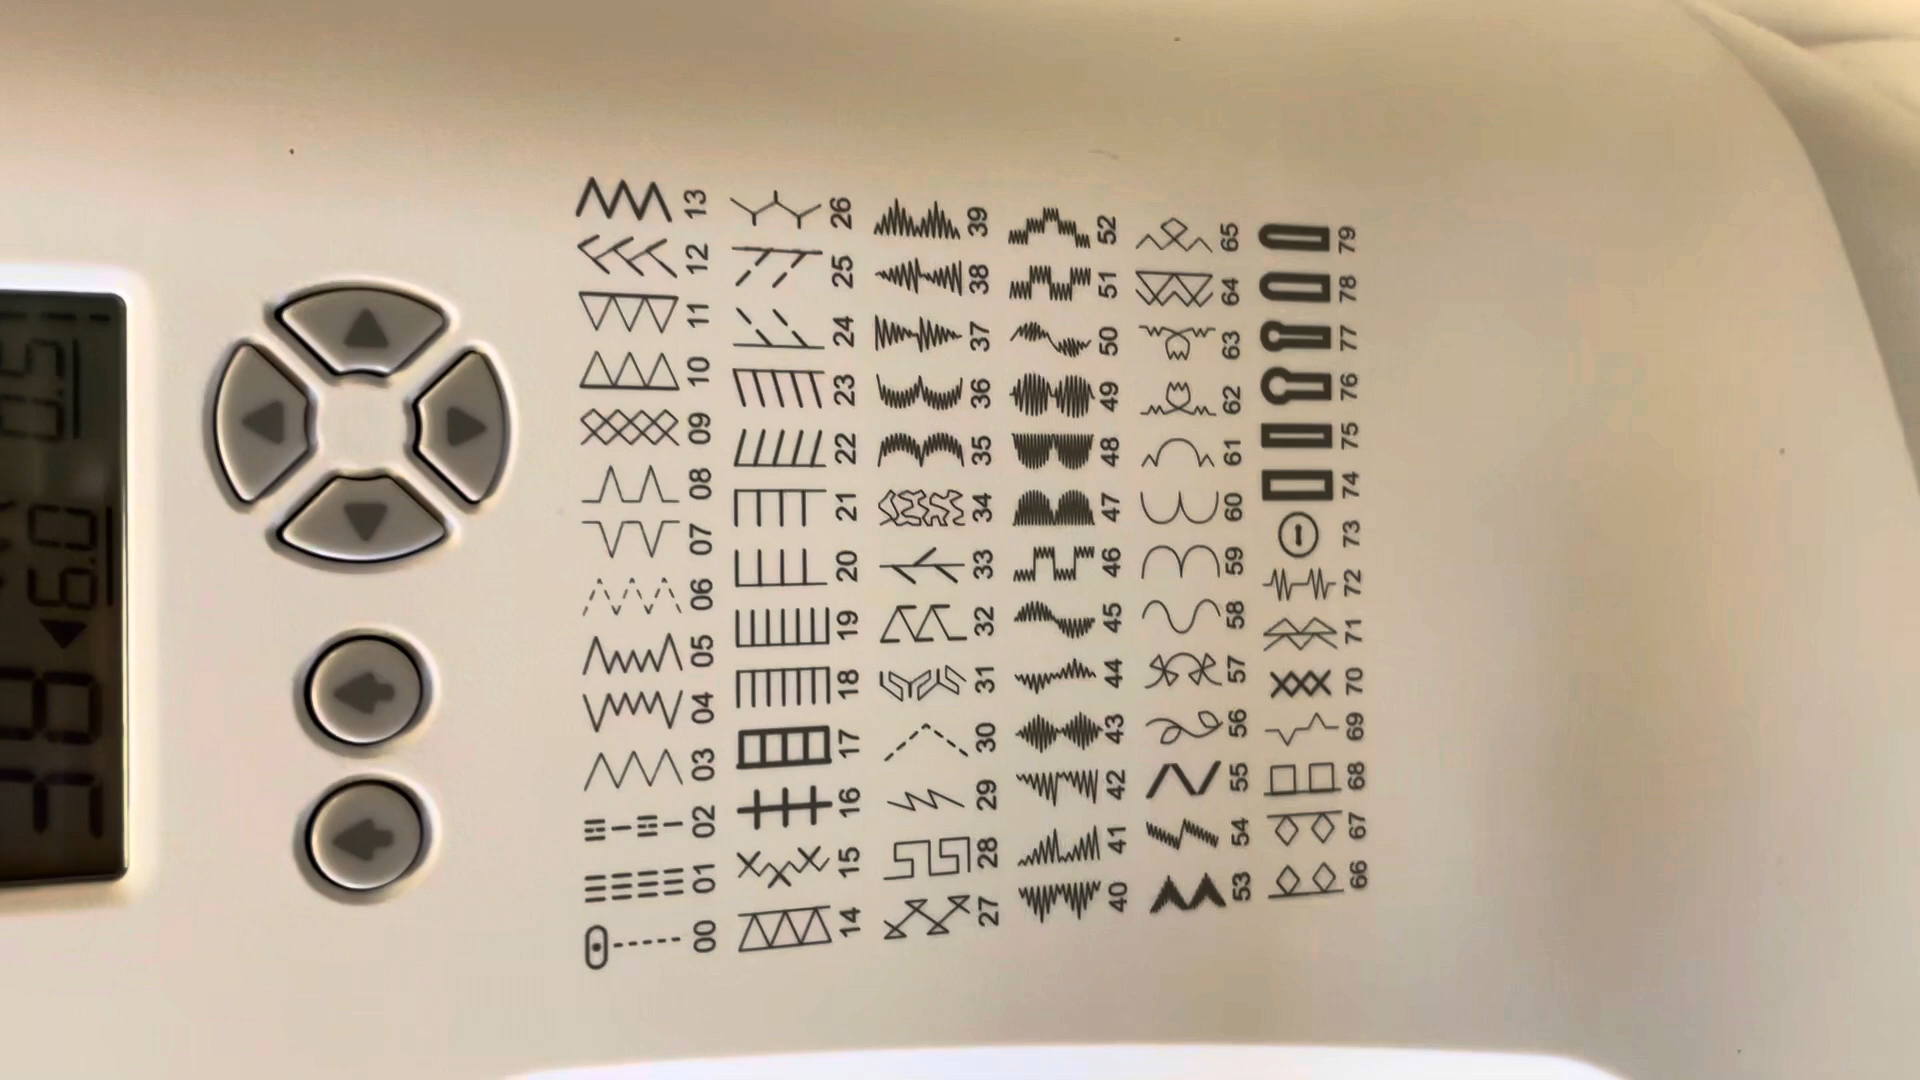 00 01 02 03 04 05 06 07 08 09 10 11 12 13
14 15 16 17 18 19 20 21 22 23 24 25 26
27 28 29 30 31 32 33 34 35 36 37 38 39
40 41 42 43 44 45 46 47 48 49 50 51 52
53 54 55 56 57 58 59 60 61 62 63 64 65
66 67 68 69 70 71 72 73 74 75 76 77 78 79
6.0 0.5